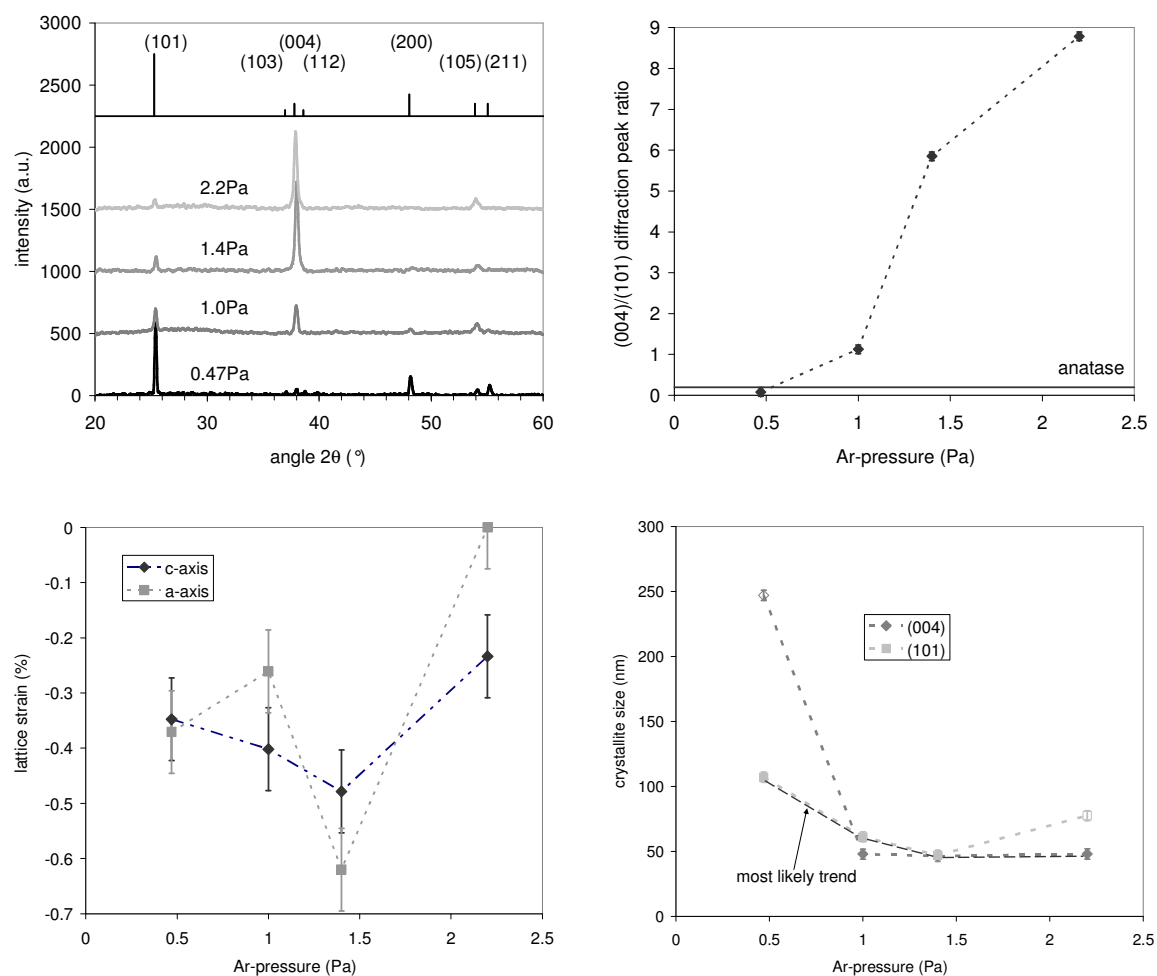 3000
2500
2000
1500
1000
500
0
20 30 40 50 60
intensity (a.u.)
angle 2θ (°)
(101) (004) (200)
(103) (112) (105) (211)
2.2Pa
1.4Pa
1.0Pa
0.47Pa
9
8
7
6
5
4
3
2
1
0
0 0.5 1 1.5 2 2.5
(004)/(101) diffraction peak ratio
anatase
Ar-pressure (Pa)
0
-0.1
-0.2
-0.3
-0.4
-0.5
-0.6
-0.7
0 0.5 1 1.5 2 2.5
lattice strain (%)
c-axis
a-axis
Ar-pressure (Pa)
300
250
200
150
100
50
0
0 0.5 1 1.5 2 2.5
crystallite size (nm)
(004)
(101)
most likely trend
Ar-pressure (Pa)